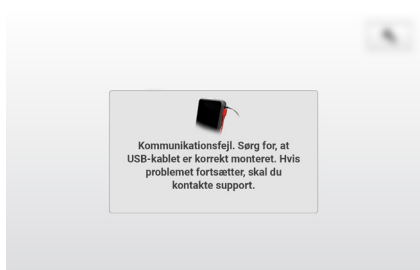 Kommunikationsfejl. Sørg for, at
USB-kablet er korrekt monteret. Hvis
problemet fortsætter, skal du
kontakte support.